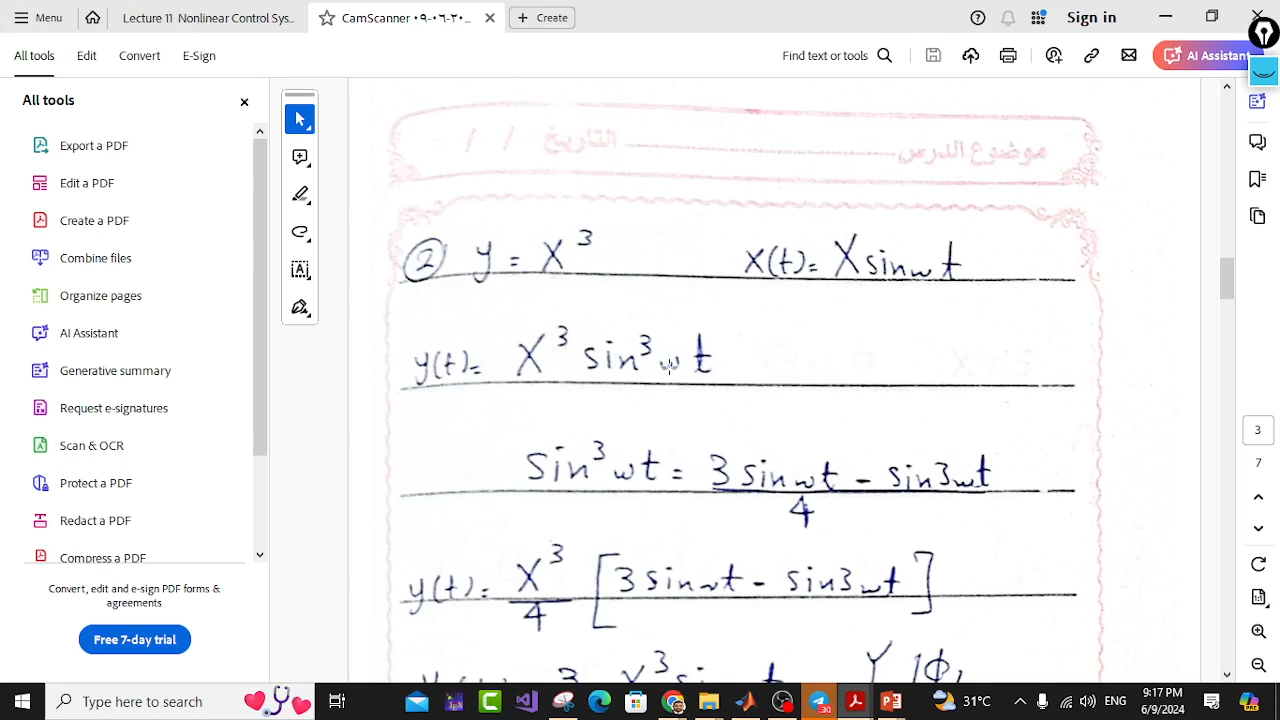 Menu
Lecture 11 Nonlinear Control Sy...
CamScanner ٠٩-٠٦-٢٠...
Create
Sign in
All tools
Edit
Convert
E-Sign
Find text or tools
AI Assistant
All tools
Export a PDF
Edit a PDF
Create a PDF
Combine files
Organize pages
AI Assistant
Generative summary
Request e-signatures
Scan & OCR
Protect a PDF
Redact a PDF
Compress a PDF
Convert, edit and e-sign PDF forms & agreements
Free 7-day trial
موضوع الدرس ........ التاريخ / /
② y = X³ X(t) = X sin ωt
y(t) = X³ sin³ ωt
sin³ ωt = (3 sin ωt - sin 3ωt) / 4
y(t) = X³/4 [3 sin ωt - sin 3ωt]
3
7
Type here to search
30
31°C
ENG
9:17 PM
6/9/2024